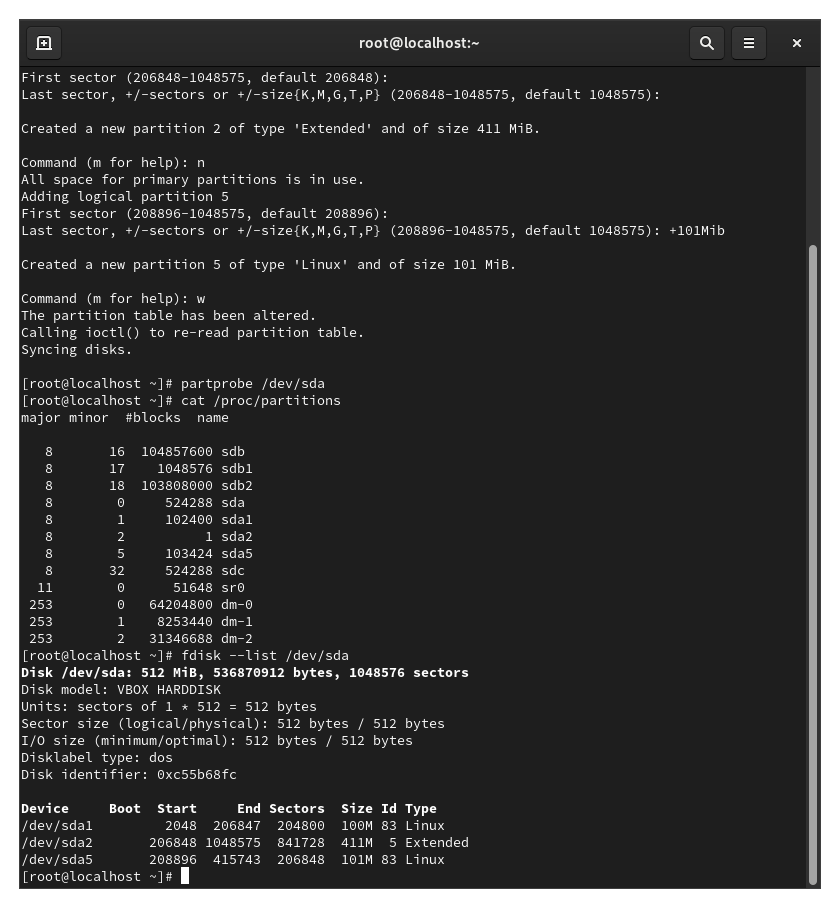 root@localhost:~
First sector (206848-1048575, default 206848):
Last sector, +/-sectors or +/-size{K,M,G,T,P} (206848-1048575, default 1048575):
Created a new partition 2 of type 'Extended' and of size 411 MiB.
Command (m for help): n
All space for primary partitions is in use.
Adding logical partition 5
First sector (208896-1048575, default 208896):
Last sector, +/-sectors or +/-size{K,M,G,T,P} (208896-1048575, default 1048575): +101Mib
Created a new partition 5 of type 'Linux' and of size 101 MiB.
Command (m for help): w
The partition table has been altered.
Calling ioctl() to re-read partition table.
Syncing disks.
[root@localhost ~]# partprobe /dev/sda
[root@localhost ~]# cat /proc/partitions
major minor  #blocks  name
   8       16  104857600 sdb
   8       17    1048576 sdb1
   8       18  103808000 sdb2
   8        0     524288 sda
   8        1     102400 sda1
   8        2          1 sda2
   8        5     103424 sda5
   8       32     524288 sdc
  11        0      51648 sr0
 253        0   64204800 dm-0
 253        1    8253440 dm-1
 253        2   31346688 dm-2
[root@localhost ~]# fdisk --list /dev/sda
Disk /dev/sda: 512 MiB, 536870912 bytes, 1048576 sectors
Disk model: VBOX HARDDISK
Units: sectors of 1 * 512 = 512 bytes
Sector size (logical/physical): 512 bytes / 512 bytes
I/O size (minimum/optimal): 512 bytes / 512 bytes
Disklabel type: dos
Disk identifier: 0xc55b68fc
Device     Boot  Start     End Sectors  Size Id Type
/dev/sda1         2048  206847  204800  100M 83 Linux
/dev/sda2       206848 1048575  841728  411M  5 Extended
/dev/sda5       208896  415743  206848  101M 83 Linux
[root@localhost ~]#